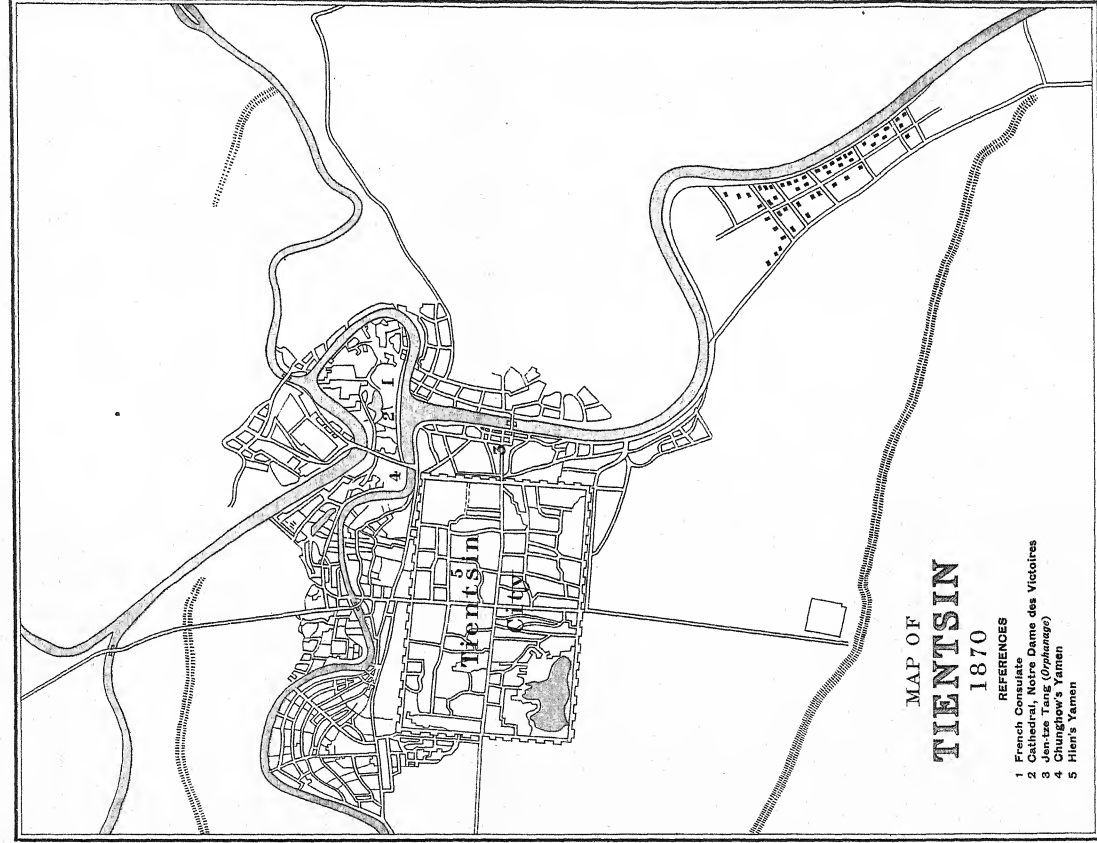 1
2
3
4
5
Tientsin
City
MAP OF
TIENTSIN
1870
REFERENCES
1 French Consulate
2 Cathedral, Notre Dame des Victoires
3 Jen-tze Tang (Orphanage)
4 Chunghow's Yamen
5 Hien's Yamen